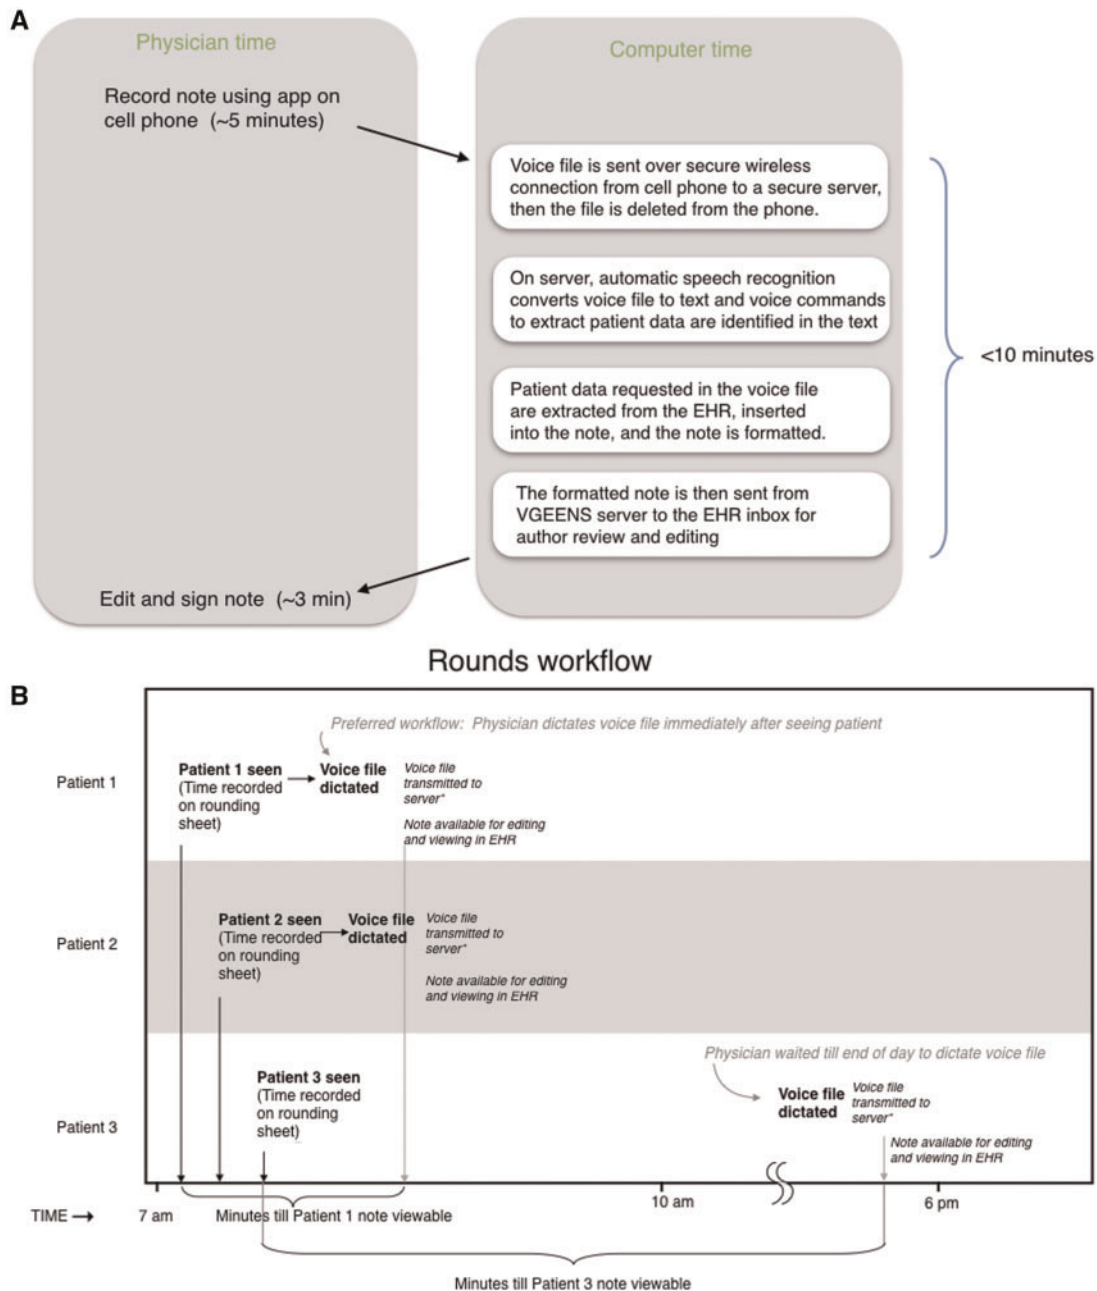 A
Physician time
Computer time
Record note using app on
cell phone (~5 minutes)
Voice file is sent over secure wireless
connection from cell phone to a secure server,
then the file is deleted from the phone.
On server, automatic speech recognition
converts voice file to text and voice commands
to extract patient data are identified in the text
<10 minutes
Patient data requested in the voice file
are extracted from the EHR, inserted
into the note, and the note is formatted.
The formatted note is then sent from
VGEENS server to the EHR inbox for
author review and editing
Edit and sign note (~3 min)
Rounds workflow
B
Preferred workflow: Physician dictates voice file immediately after seeing patient
Patient 1
Patient 1 seen
(Time recorded
on rounding
sheet)
Voice file
dictated
Voice file
transmitted to
server*
Note available for editing
and viewing in EHR
Patient 2
Patient 2 seen
(Time recorded
on rounding
sheet)
Voice file
dictated
Voice file
transmitted to
server*
Note available for editing
and viewing in EHR
Physician waited till end of day to dictate voice file
Patient 3
Patient 3 seen
(Time recorded
on rounding
sheet)
Voice file
dictated
Voice file
transmitted to
server*
Note available for editing
and viewing in EHR
TIME →
7 am
10 am
6 pm
Minutes till Patient 1 note viewable
Minutes till Patient 3 note viewable